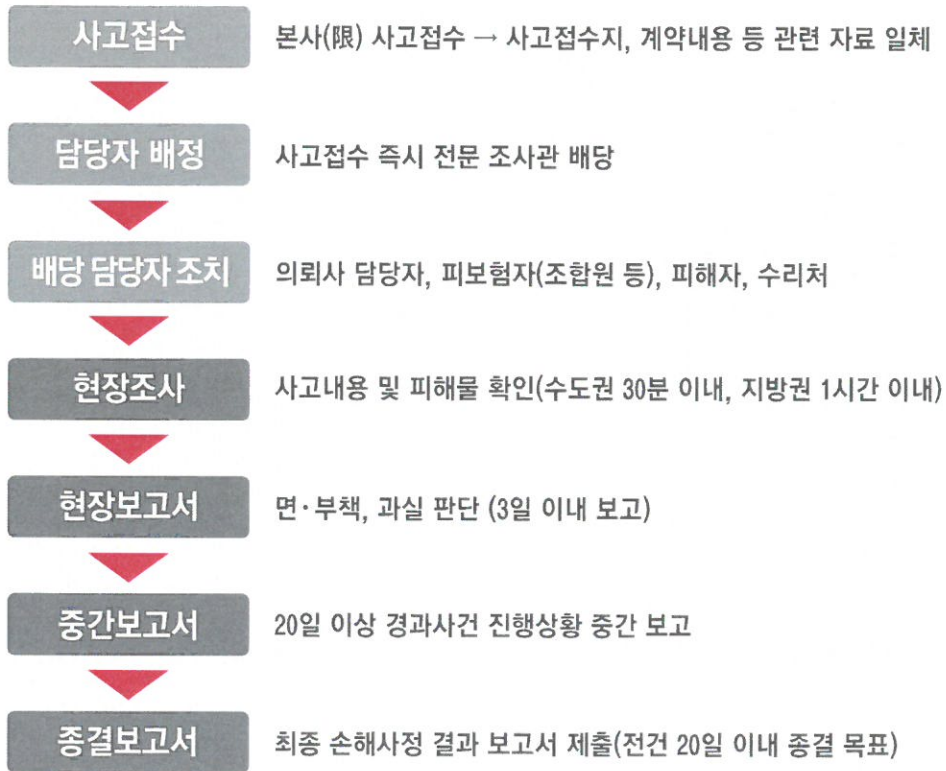 사고접수
본사(限) 사고접수 → 사고접수지, 계약내용 등 관련 자료 일체
담당자 배정
사고접수 즉시 전문 조사관 배당
배당 담당자 조치
의뢰사 담당자, 피보험자(조합원 등), 피해자, 수리처
현장조사
사고내용 및 피해물 확인(수도권 30분 이내, 지방권 1시간 이내)
현장보고서
면·부책, 과실 판단 (3일 이내 보고)
중간보고서
20일 이상 경과사건 진행상황 중간 보고
종결보고서
최종 손해사정 결과 보고서 제출(전건 20일 이내 종결 목표)